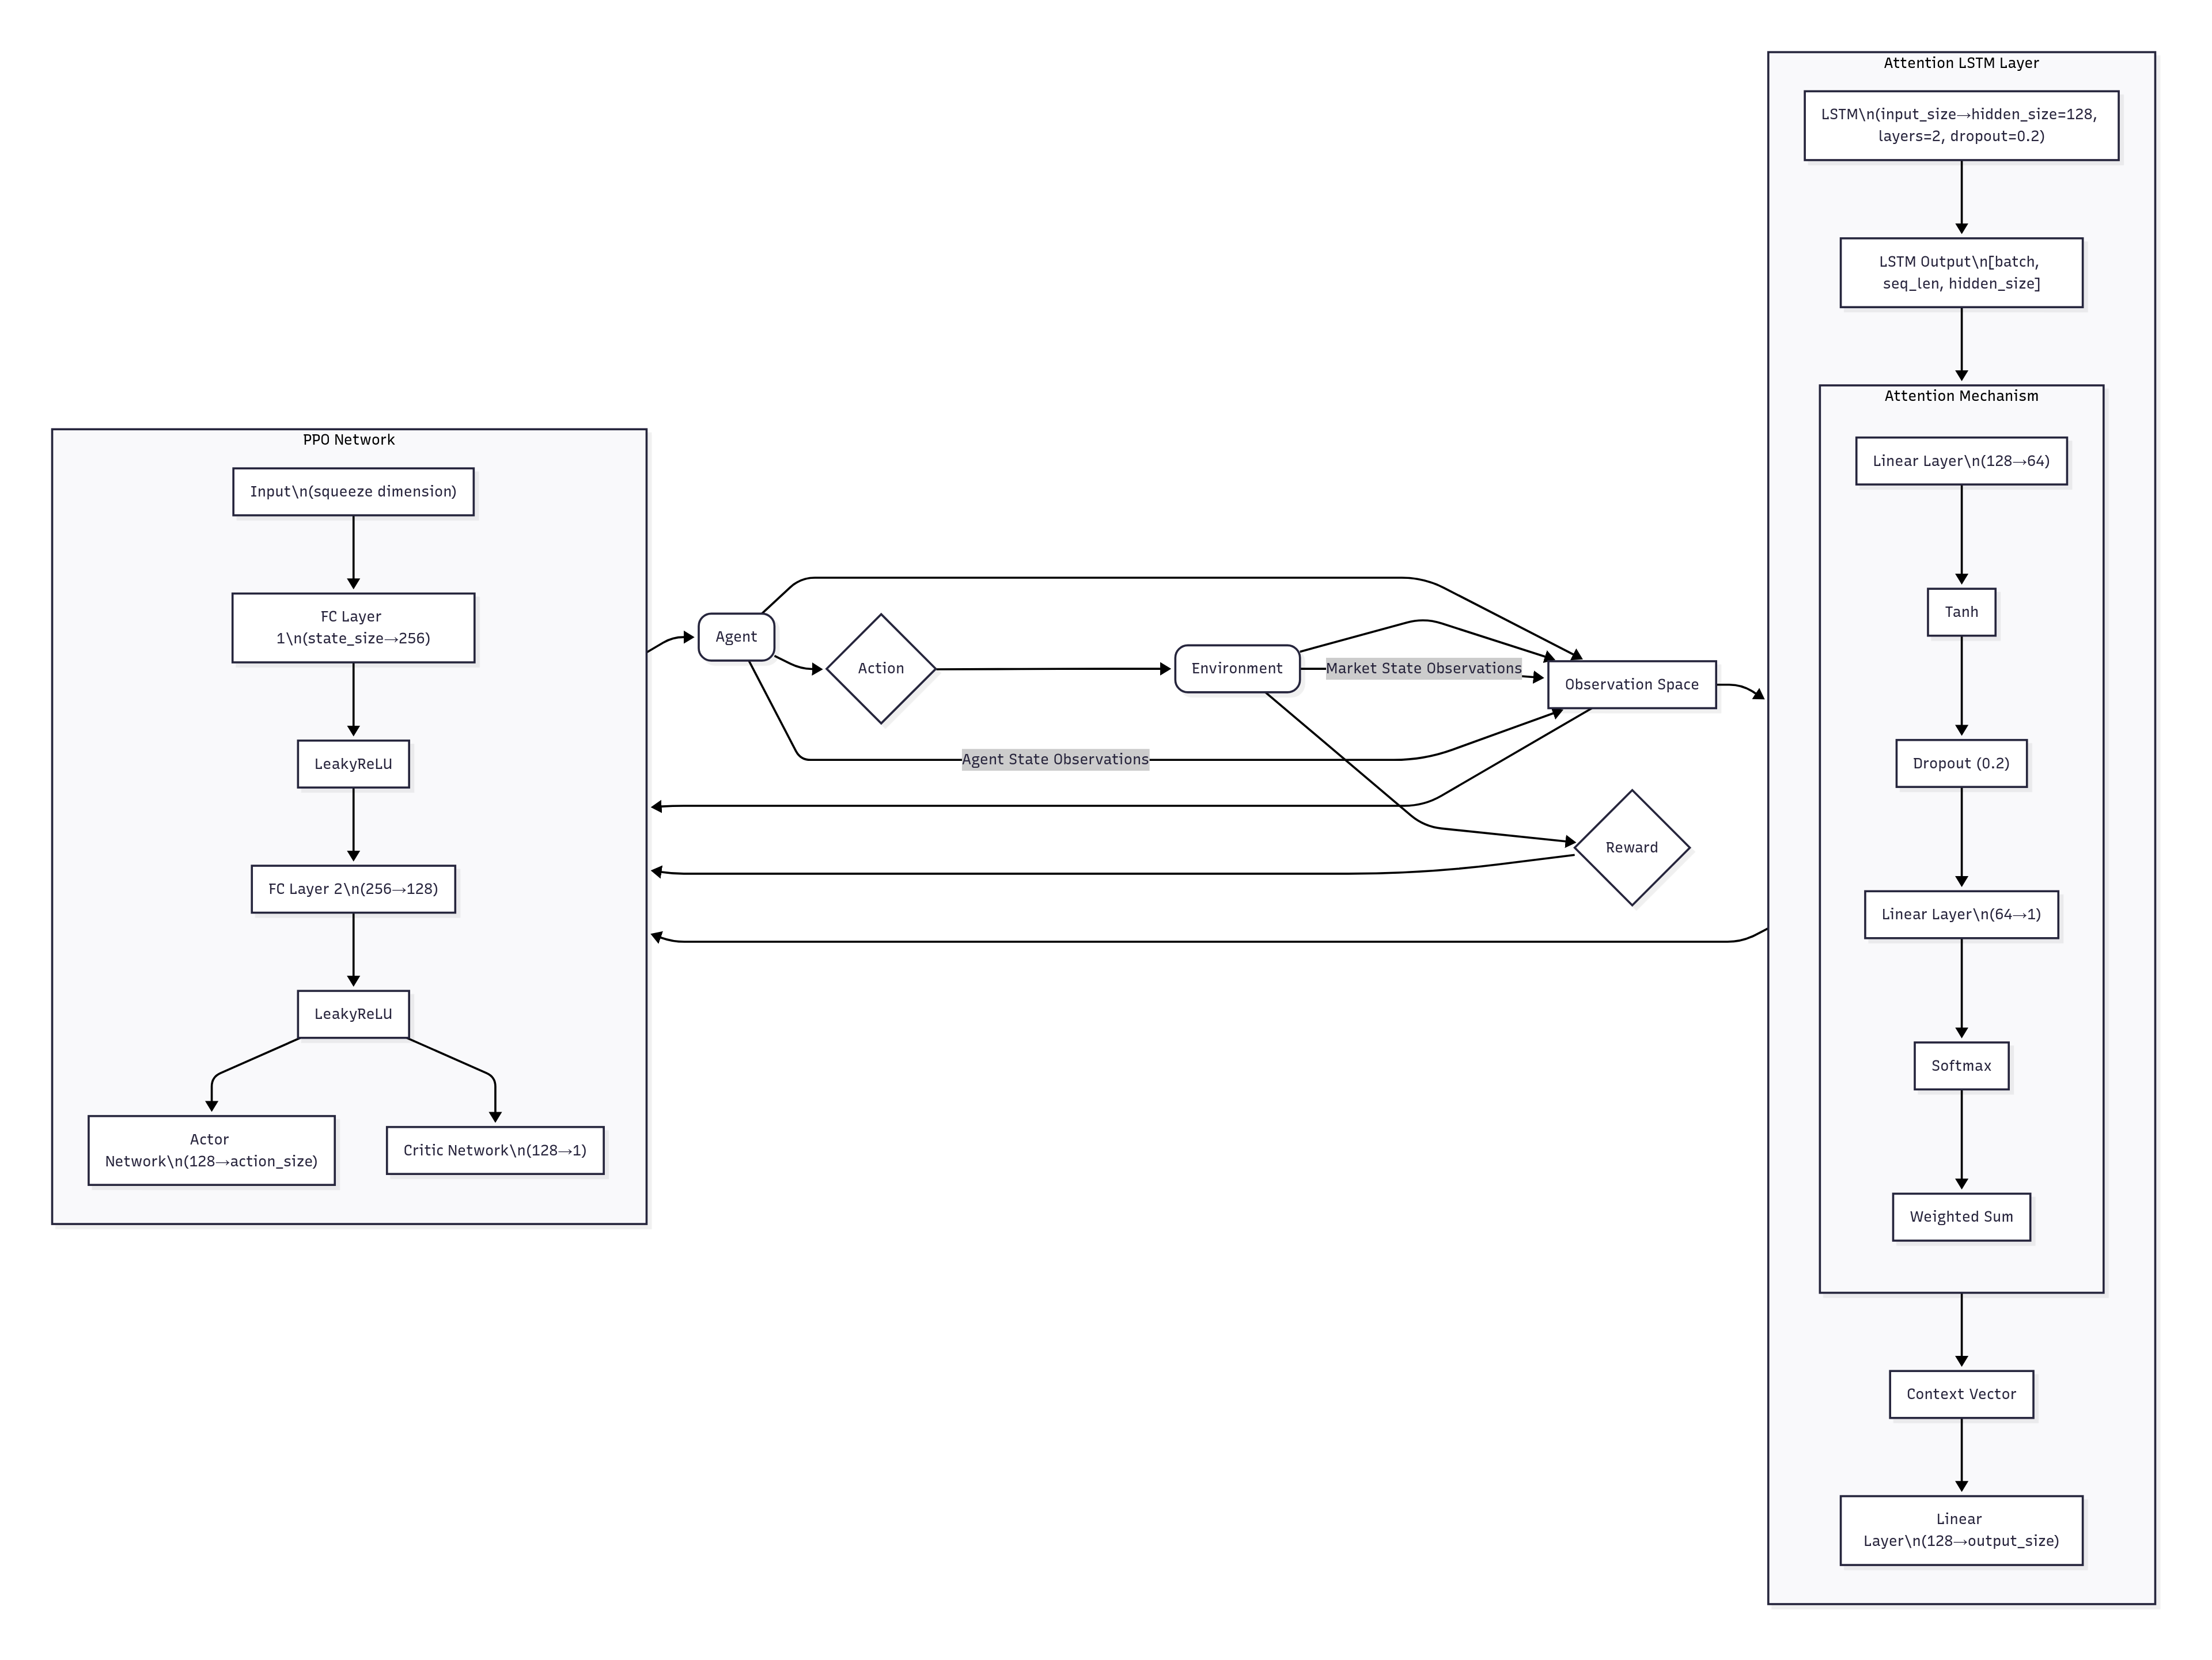 PPO Network
Input\n(squeeze dimension)
FC Layer
1\n(state_size→256)
LeakyReLU
FC Layer 2\n(256→128)
LeakyReLU
Actor
Network\n(128→action_size)
Critic Network\n(128→1)
Agent
Action
Environment
Market State Observations
Observation Space
Agent State Observations
Reward
Attention LSTM Layer
LSTM\n(input_size→hidden_size=128,
layers=2, dropout=0.2)
LSTM Output\n[batch,
seq_len, hidden_size]
Attention Mechanism
Linear Layer\n(128→64)
Tanh
Dropout (0.2)
Linear Layer\n(64→1)
Softmax
Weighted Sum
Context Vector
Linear
Layer\n(128→output_size)